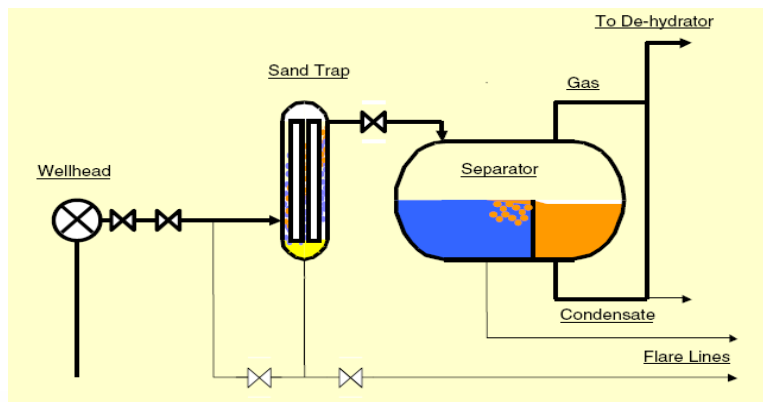 To De-hydrator
Sand Trap
Gas
Wellhead
Separator
Condensate
Flare Lines